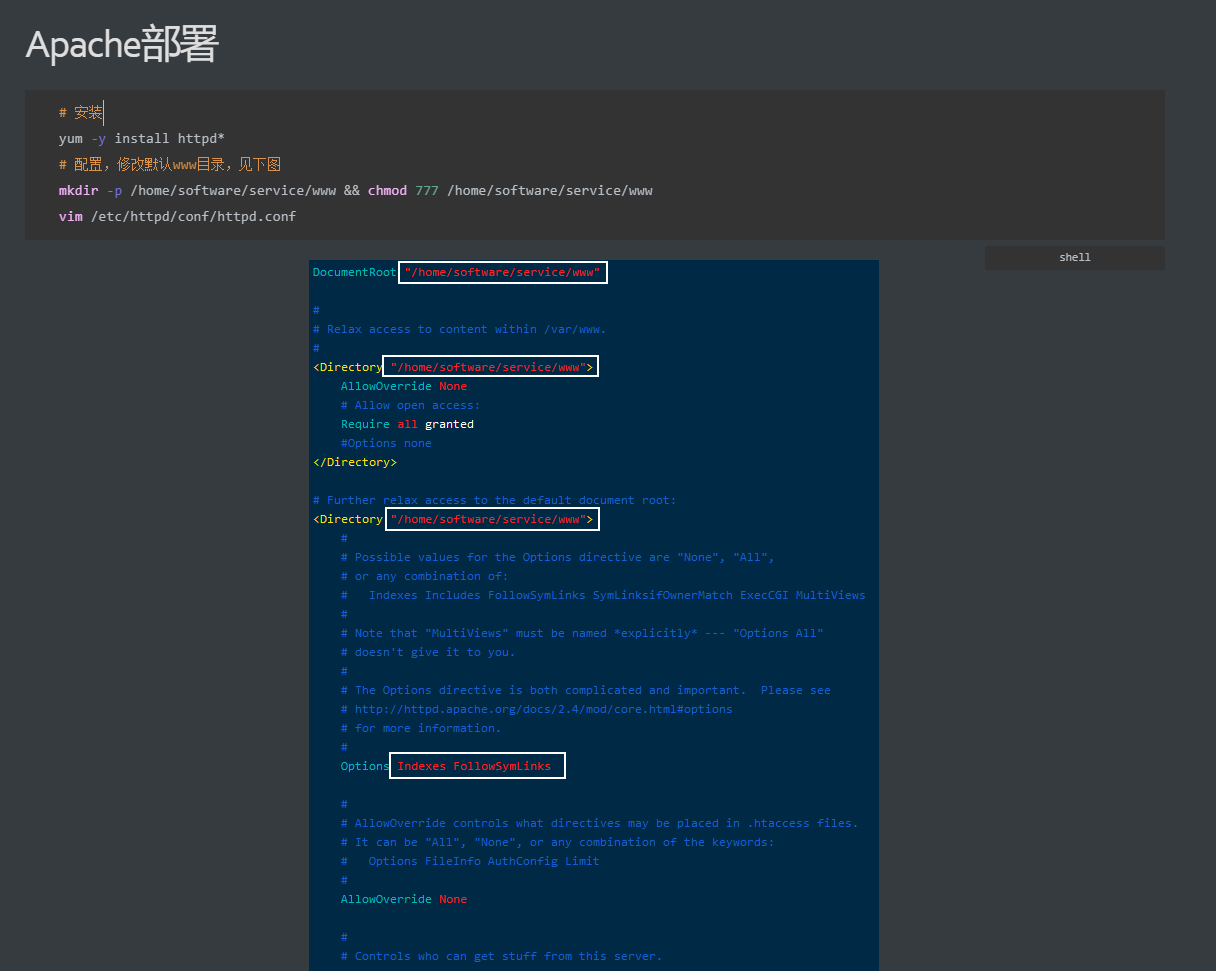 Apache部署
# 安装
yum -y install httpd*
# 配置，修改默认www目录，见下图
mkdir -p /home/software/service/www && chmod 777 /home/software/service/www
vim /etc/httpd/conf/httpd.conf
shell
DocumentRoot "/home/software/service/www"
#
# Relax access to content within /var/www.
#
<Directory "/home/software/service/www">
AllowOverride None
# Allow open access:
Require all granted
#Options none
</Directory>
# Further relax access to the default document root:
<Directory "/home/software/service/www">
#
# Possible values for the Options directive are "None", "All",
# or any combination of:
#   Indexes Includes FollowSymLinks SymLinksifOwnerMatch ExecCGI MultiViews
#
# Note that "MultiViews" must be named *explicitly* --- "Options All"
# doesn't give it to you.
#
# The Options directive is both complicated and important.  Please see
# http://httpd.apache.org/docs/2.4/mod/core.html#options
# for more information.
#
Options Indexes FollowSymLinks
#
# AllowOverride controls what directives may be placed in .htaccess files.
# It can be "All", "None", or any combination of the keywords:
#   Options FileInfo AuthConfig Limit
#
AllowOverride None
#
# Controls who can get stuff from this server.